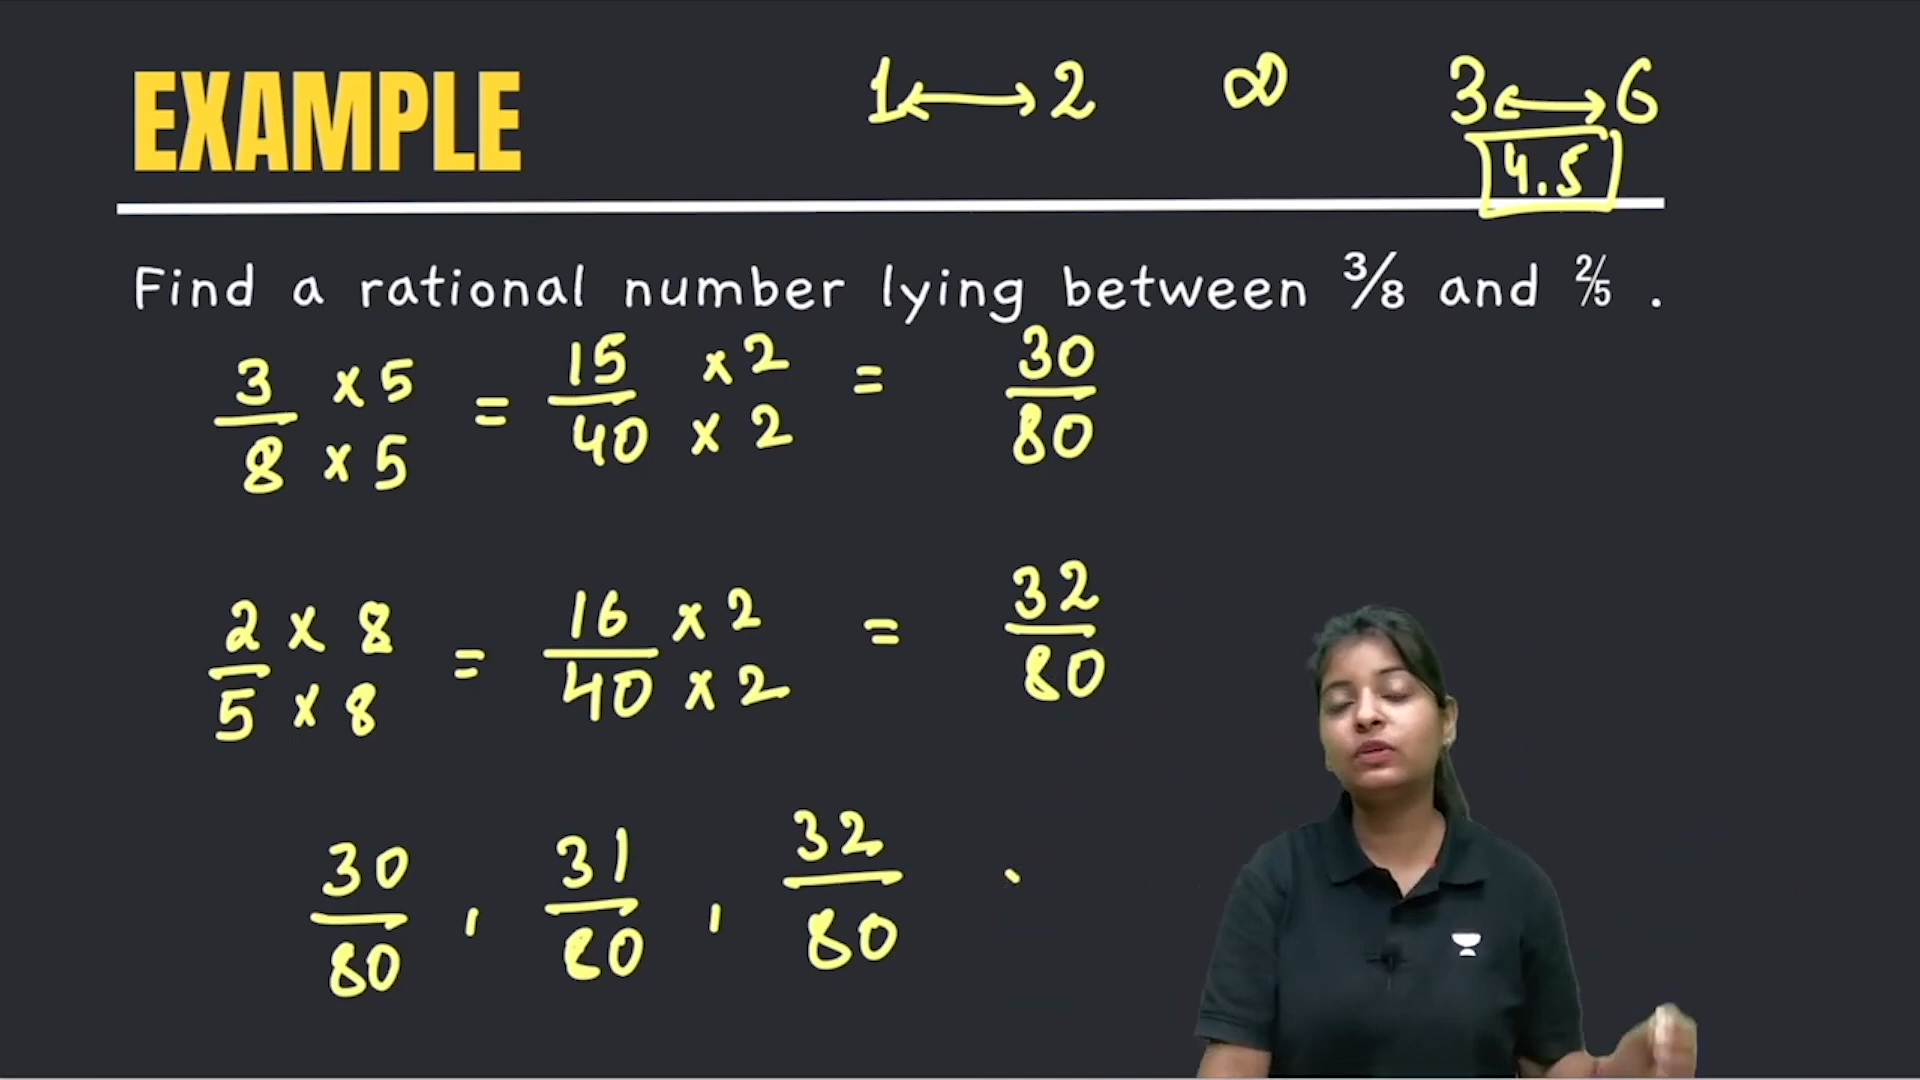 EXAMPLE
1 ↔ 2 ∞ 3 ↔ 6
4.5
Find a rational number lying between 3/8 and 2/5 .
3/8 × 5/× 5 = 15/40 × 2/× 2 = 30/80
2/5 × 8/× 8 = 16/40 × 2/× 2 = 32/80
30/80 , 31/80 , 32/80